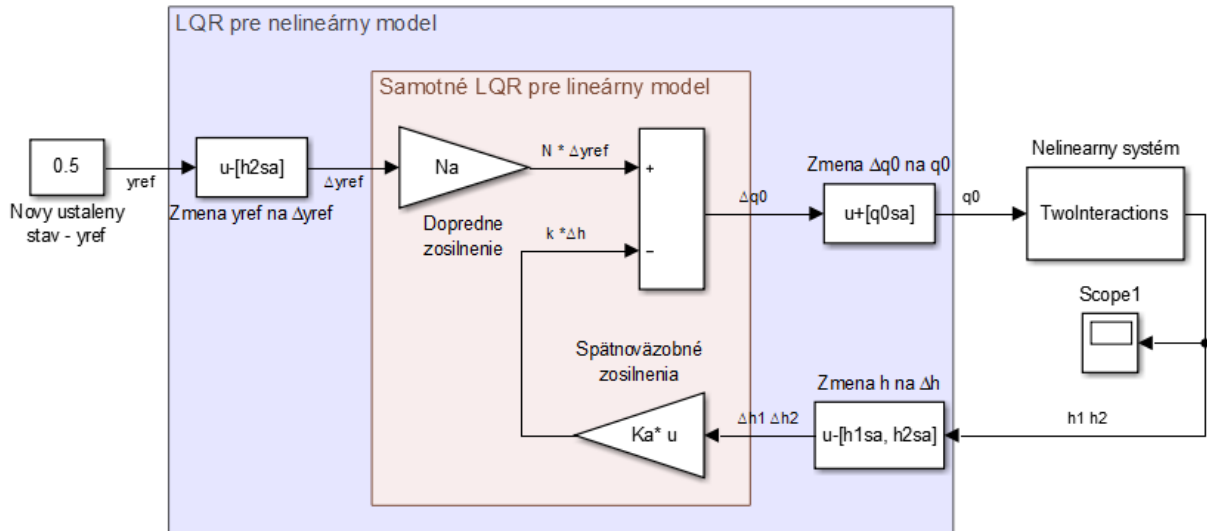 LQR pre nelineárny model
Samotné LQR pre lineárny model
0.5
yref
Novy ustaleny
stav - yref
u-[h2sa]
Δyref
Zmena yref na Δyref
Na
N * Δyref
Dopredne
zosilnenie
k *Δh
+
−
Δq0
Zmena Δq0 na q0
u+[q0sa]
q0
Nelinearny systém
TwoInteractions
Scope1
Spätnoväzobné
zosilnenia
Ka* u
Δh1 Δh2
Zmena h na Δh
u-[h1sa, h2sa]
h1 h2